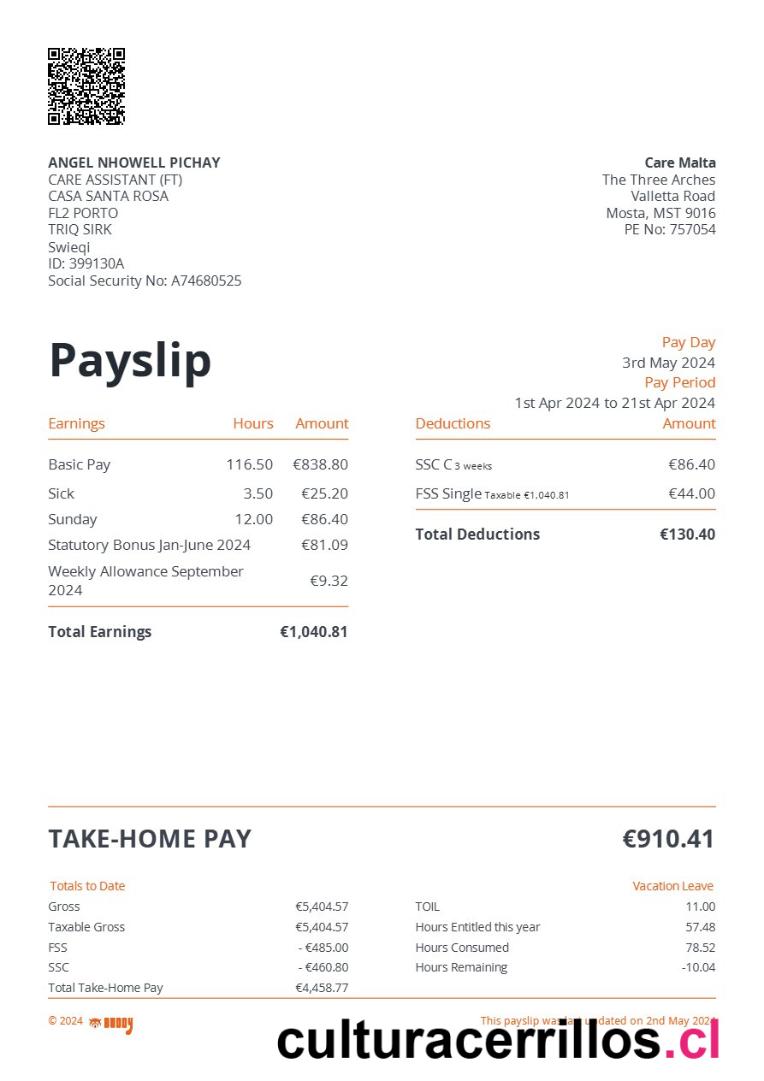 ANGEL NHOWELL PICHAY
CARE ASSISTANT (FT)
CASA SANTA ROSA
FL2 PORTO
TRIQ SIRK
Swieqi
ID: 399130A
Social Security No: A74680525
Care Malta
The Three Arches
Valletta Road
Mosta, MST 9016
PE No: 757054
Payslip
Pay Day
3rd May 2024
Pay Period
1st Apr 2024 to 21st Apr 2024
Earnings Hours Amount
Basic Pay 116.50 €838.80
Sick 3.50 €25.20
Sunday 12.00 €86.40
Statutory Bonus Jan-June 2024 €81.09
Weekly Allowance September
2024 €9.32
Total Earnings €1,040.81
Deductions Amount
SSC C 3 weeks €86.40
FSS Single Taxable €1,040.81 €44.00
Total Deductions €130.40
TAKE-HOME PAY €910.41
Totals to Date
Gross €5,404.57
Taxable Gross €5,404.57
FSS - €485.00
SSC - €460.80
Total Take-Home Pay €4,458.77
Vacation Leave
TOIL 11.00
Hours Entitled this year 57.48
Hours Consumed 78.52
Hours Remaining -10.04
© 2024 BUDDY
This payslip was last updated on 2nd May 2024
culturacerrillos.cl